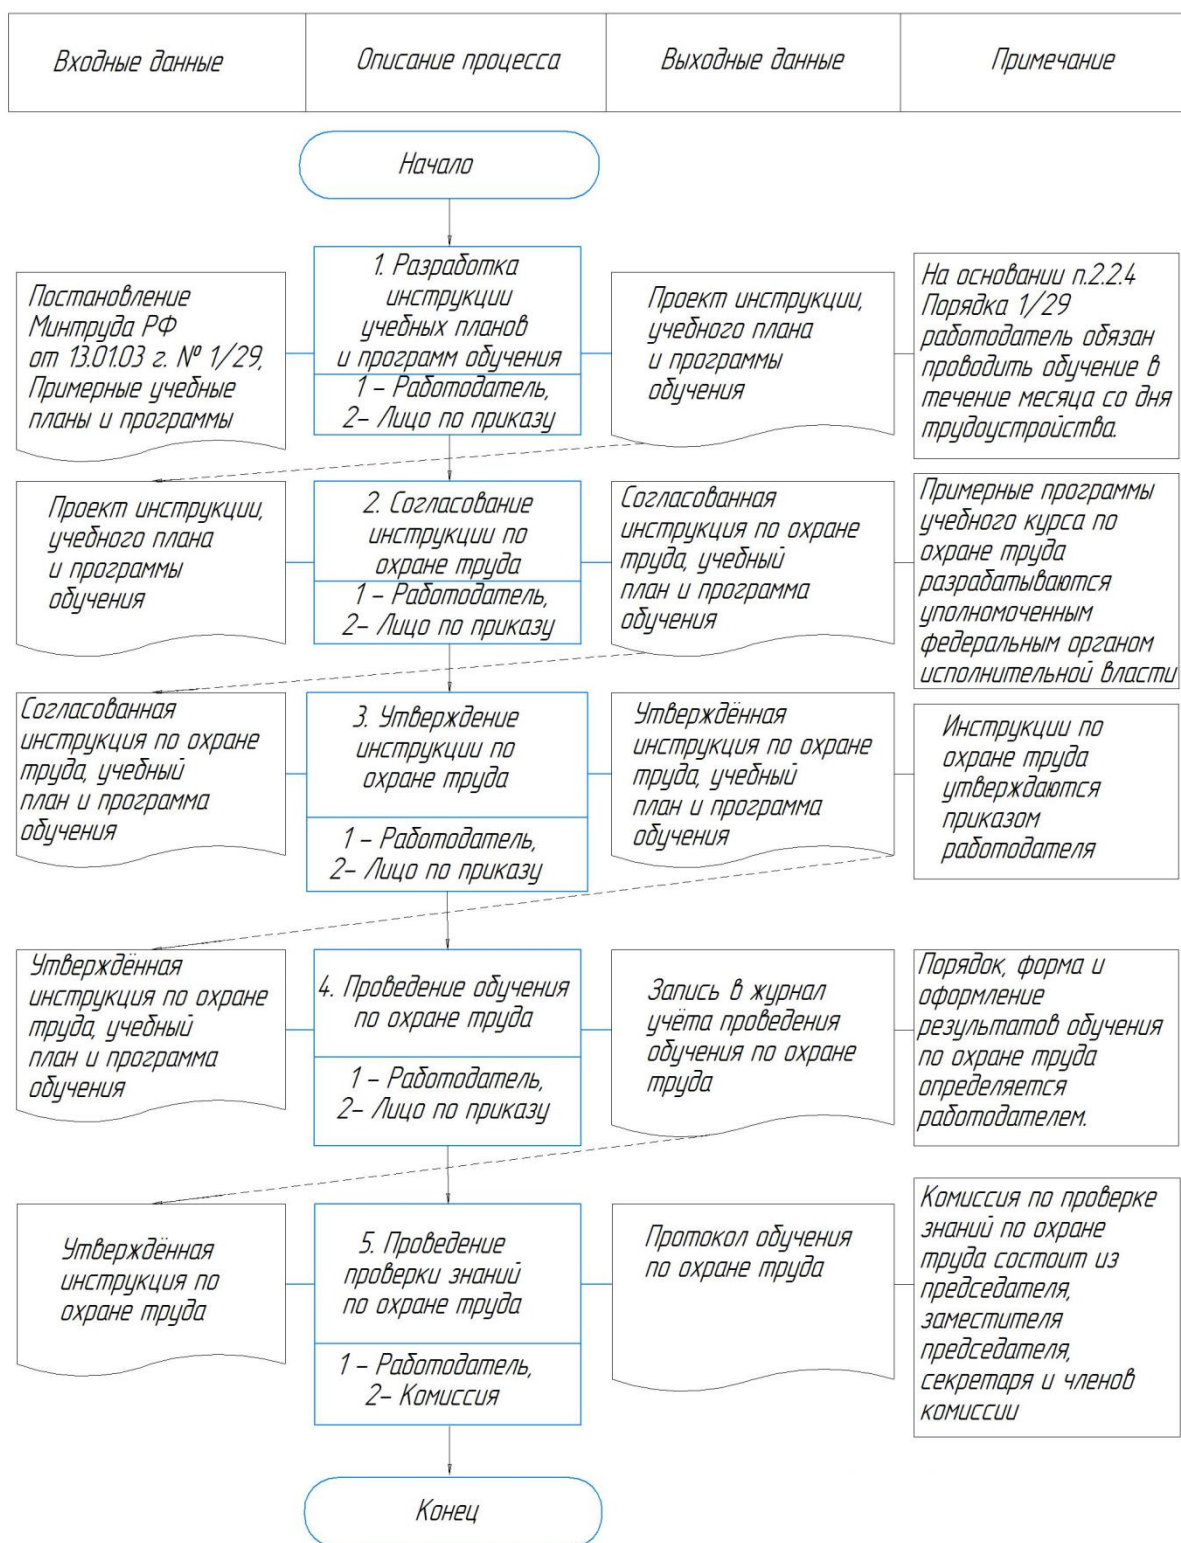 Входные данные
Описание процесса
Выходные данные
Примечание
Начало
Постановление
Минтруда РФ
от 13.01.03 г. № 1/29,
Примерные учебные
планы и программы
1. Разработка
инструкции
учебных планов
и программ обучения
1 – Работодатель,
2– Лицо по приказу
Проект инструкции,
учебного плана
и программы
обучения
На основании п.2.2.4
Порядка 1/29
работодатель обязан
проводить обучение в
течение месяца со дня
трудоустройства.
Проект инструкции,
учебного плана
и программы
обучения
2. Согласование
инструкции по
охране труда
1 – Работодатель,
2– Лицо по приказу
Согласованная
инструкция по охране
труда, учебный
план и программа
обучения
Примерные программы
учебного курса по
охране труда
разрабатываются
уполномоченным
федеральным органом
исполнительной власти
Согласованная
инструкция по охране
труда, учебный
план и программа
обучения
3. Утверждение
инструкции по
охране труда
1 – Работодатель,
2– Лицо по приказу
Утверждённая
инструкция по охране
труда, учебный
план и программа
обучения
Инструкции по
охране труда
утверждаются
приказом
работодателя
Утверждённая
инструкция по охране
труда, учебный
план и программа
обучения
4. Проведение обучения
по охране труда
1 – Работодатель,
2– Лицо по приказу
Запись в журнал
учёта проведения
обучения по охране
труда
Порядок, форма и
оформление
результатов обучения
по охране труда
определяется
работодателем.
Утверждённая
инструкция по
охране труда
5. Проведение
проверки знаний
по охране труда
1 – Работодатель,
2– Комиссия
Протокол обучения
по охране труда
Комиссия по проверке
знаний по охране
труда состоит из
председателя,
заместителя
председателя,
секретаря и членов
комиссии
Конец